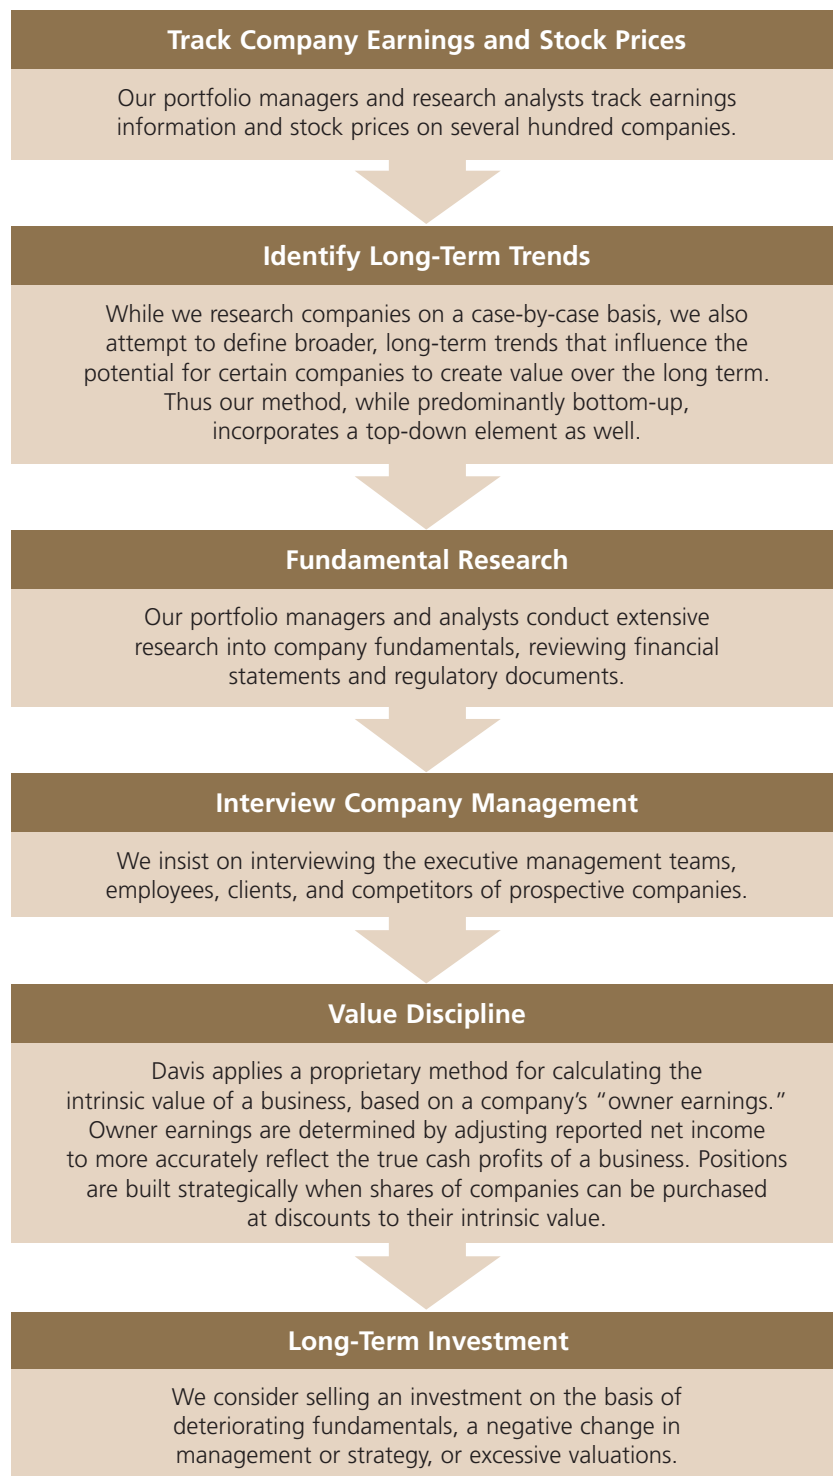 Track Company Earnings and Stock Prices
Our portfolio managers and research analysts track earnings
information and stock prices on several hundred companies.
Identify Long-Term Trends
While we research companies on a case-by-case basis, we also
attempt to define broader, long-term trends that influence the
potential for certain companies to create value over the long term.
Thus our method, while predominantly bottom-up,
incorporates a top-down element as well.
Fundamental Research
Our portfolio managers and analysts conduct extensive
research into company fundamentals, reviewing financial
statements and regulatory documents.
Interview Company Management
We insist on interviewing the executive management teams,
employees, clients, and competitors of prospective companies.
Value Discipline
Davis applies a proprietary method for calculating the
intrinsic value of a business, based on a company’s “owner earnings.”
Owner earnings are determined by adjusting reported net income
to more accurately reflect the true cash profits of a business. Positions
are built strategically when shares of companies can be purchased
at discounts to their intrinsic value.
Long-Term Investment
We consider selling an investment on the basis of
deteriorating fundamentals, a negative change in
management or strategy, or excessive valuations.